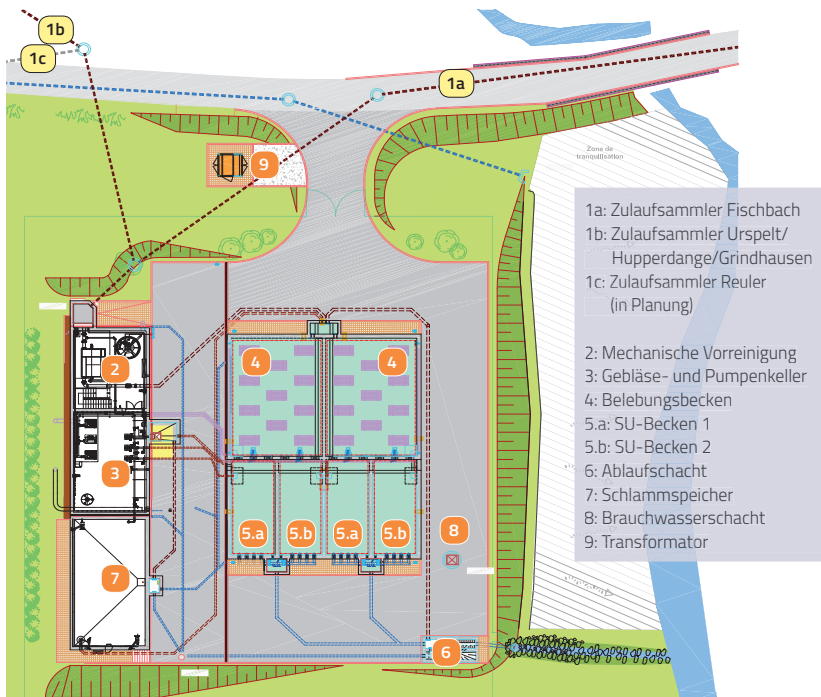 1b
1c
1a
9
Zone de
tranquilisation
1a: Zulaufsammler Fischbach
1b: Zulaufsammler Urspelt/
Hupperdange/Grindhausen
1c: Zulaufsammler Reuler
(in Planung)
2: Mechanische Vorreinigung
3: Gebläse- und Pumpenkeller
4: Belebungsbecken
5.a: SU-Becken 1
5.b: SU-Becken 2
6: Ablaufschacht
7: Schlammspeicher
8: Brauchwasserschacht
9: Transformator
2
4
4
3
5.a
5.b
5.a
5.b
8
7
6